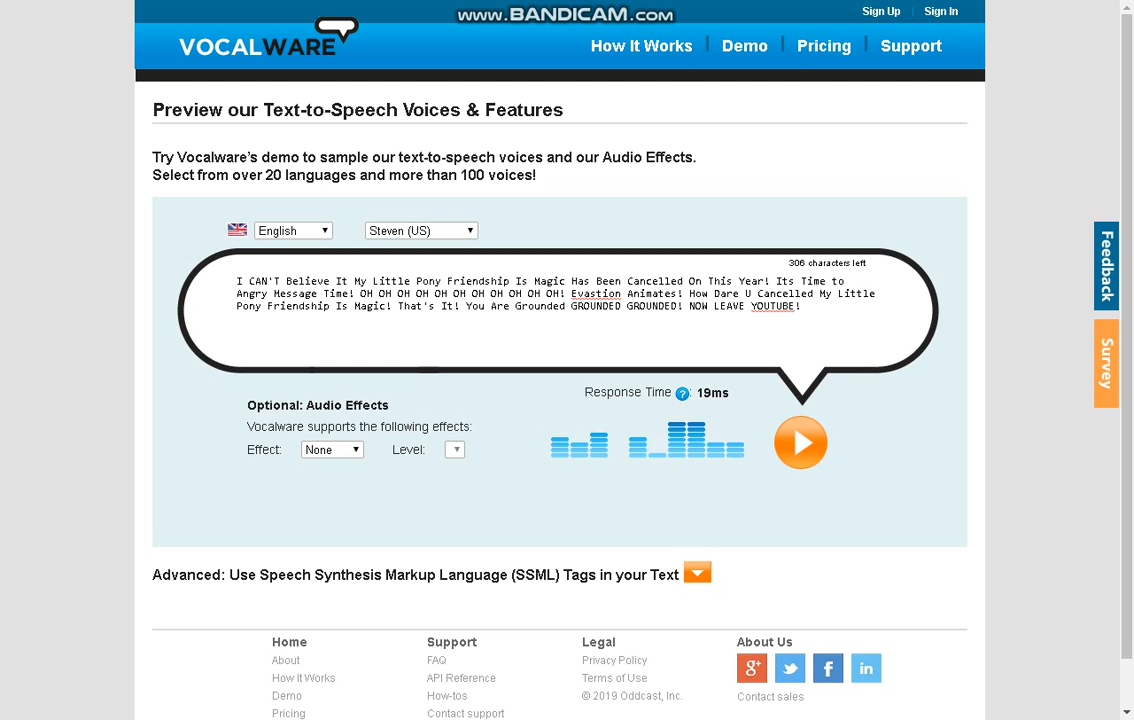 www.BANDICAM.com
Sign Up
Sign In
VOCALWARE
How It Works
Demo
Pricing
Support
Preview our Text-to-Speech Voices & Features
Try Vocalware's demo to sample our text-to-speech voices and our Audio Effects.
Select from over 20 languages and more than 100 voices!
English
Steven (US)
306 characters left
I CAN'T Believe It My Little Pony Friendship Is Magic Has Been Cancelled On This Year! Its Time to
Angry Message Time! OH OH OH OH OH OH OH OH OH OH OH! Evastion Animates! How Dare U Cancelled My Little
Pony Friendship Is Magic! That's It! You Are Grounded GROUNDED GROUNDED! NOW LEAVE YOUTUBE!
Response Time ?: 19ms
Optional: Audio Effects
Vocalware supports the following effects:
Effect: None Level:
Feedback
Survey
Advanced: Use Speech Synthesis Markup Language (SSML) Tags in your Text
Home
About
How It Works
Demo
Pricing
Support
FAQ
API Reference
How-tos
Contact support
Legal
Privacy Policy
Terms of Use
© 2019 Oddcast, Inc.
About Us
g+
f
in
Contact sales